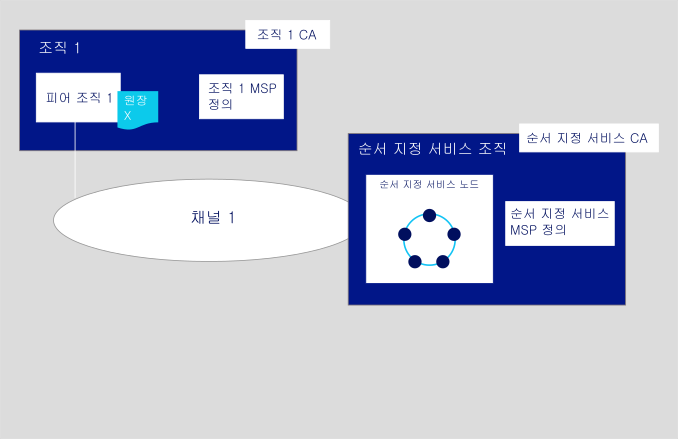 조직 1 CA
조직 1
피어 조직 1
원장
X
조직 1 MSP
정의
순서 지정 서비스 CA
순서 지정 서비스 조직
순서 지정 서비스 노드
순서 지정 서비스
MSP 정의
채널 1